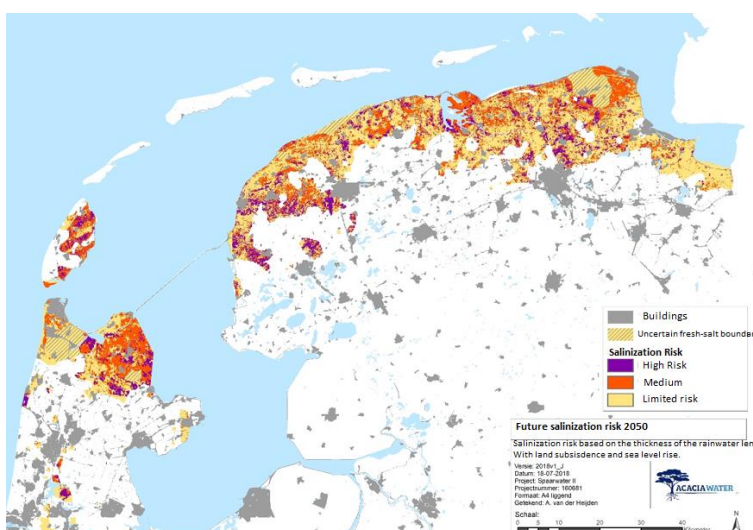 Buildings
Uncertain fresh-salt bounda
Salinization Risk
High Risk
Medium
Limited risk
Future salinization risk 2050
Salinization risk based on the thickness of the rainwater len
With land subsisdence and sea level rise.
Versie: 2018v1_J
Datum: 18-07-2018
Project: Spaarwater II
Projectnummer: 160681
Formaat: A4 liggend
Getekend: A. van der Heijden
ACACIAWATER
Schaal:
N
0 5 10 20 30 40
Kilometer